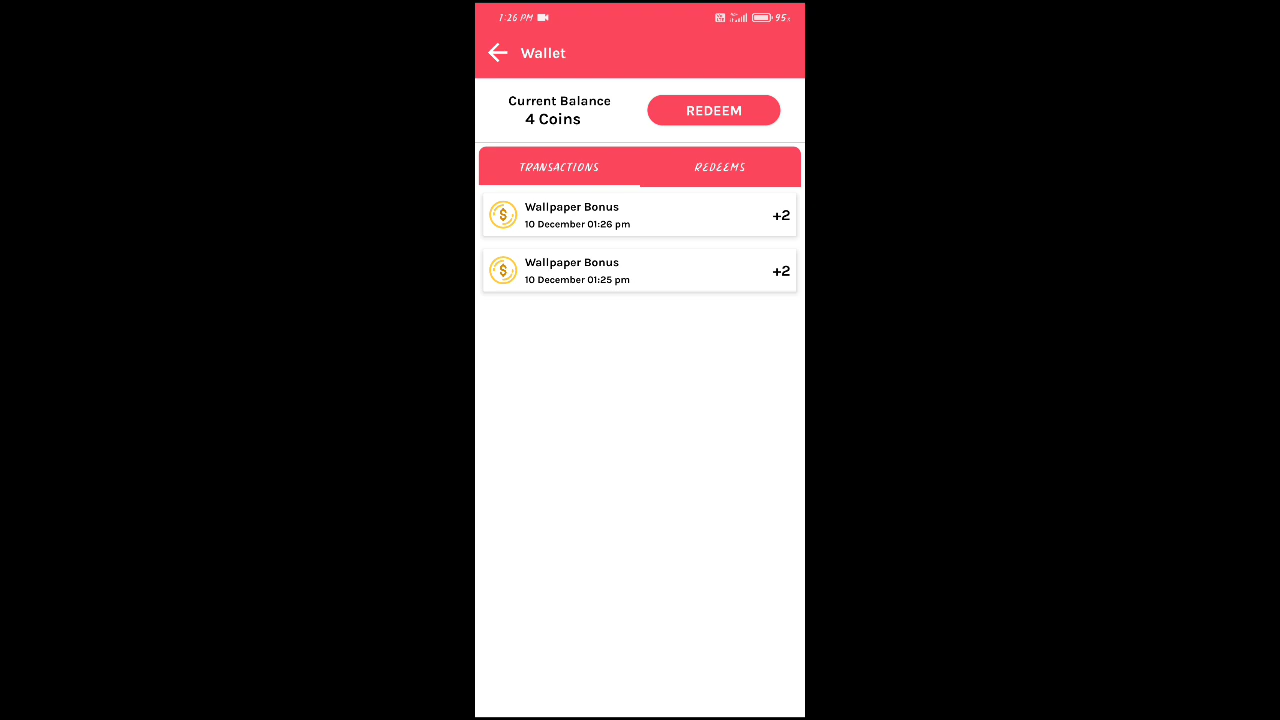 1:26 PM 95
Wallet
Current Balance
4 Coins
REDEEM
TRANSACTIONS REDEEMS
Wallpaper Bonus
10 December 01:26 pm
+2
Wallpaper Bonus
10 December 01:25 pm
+2